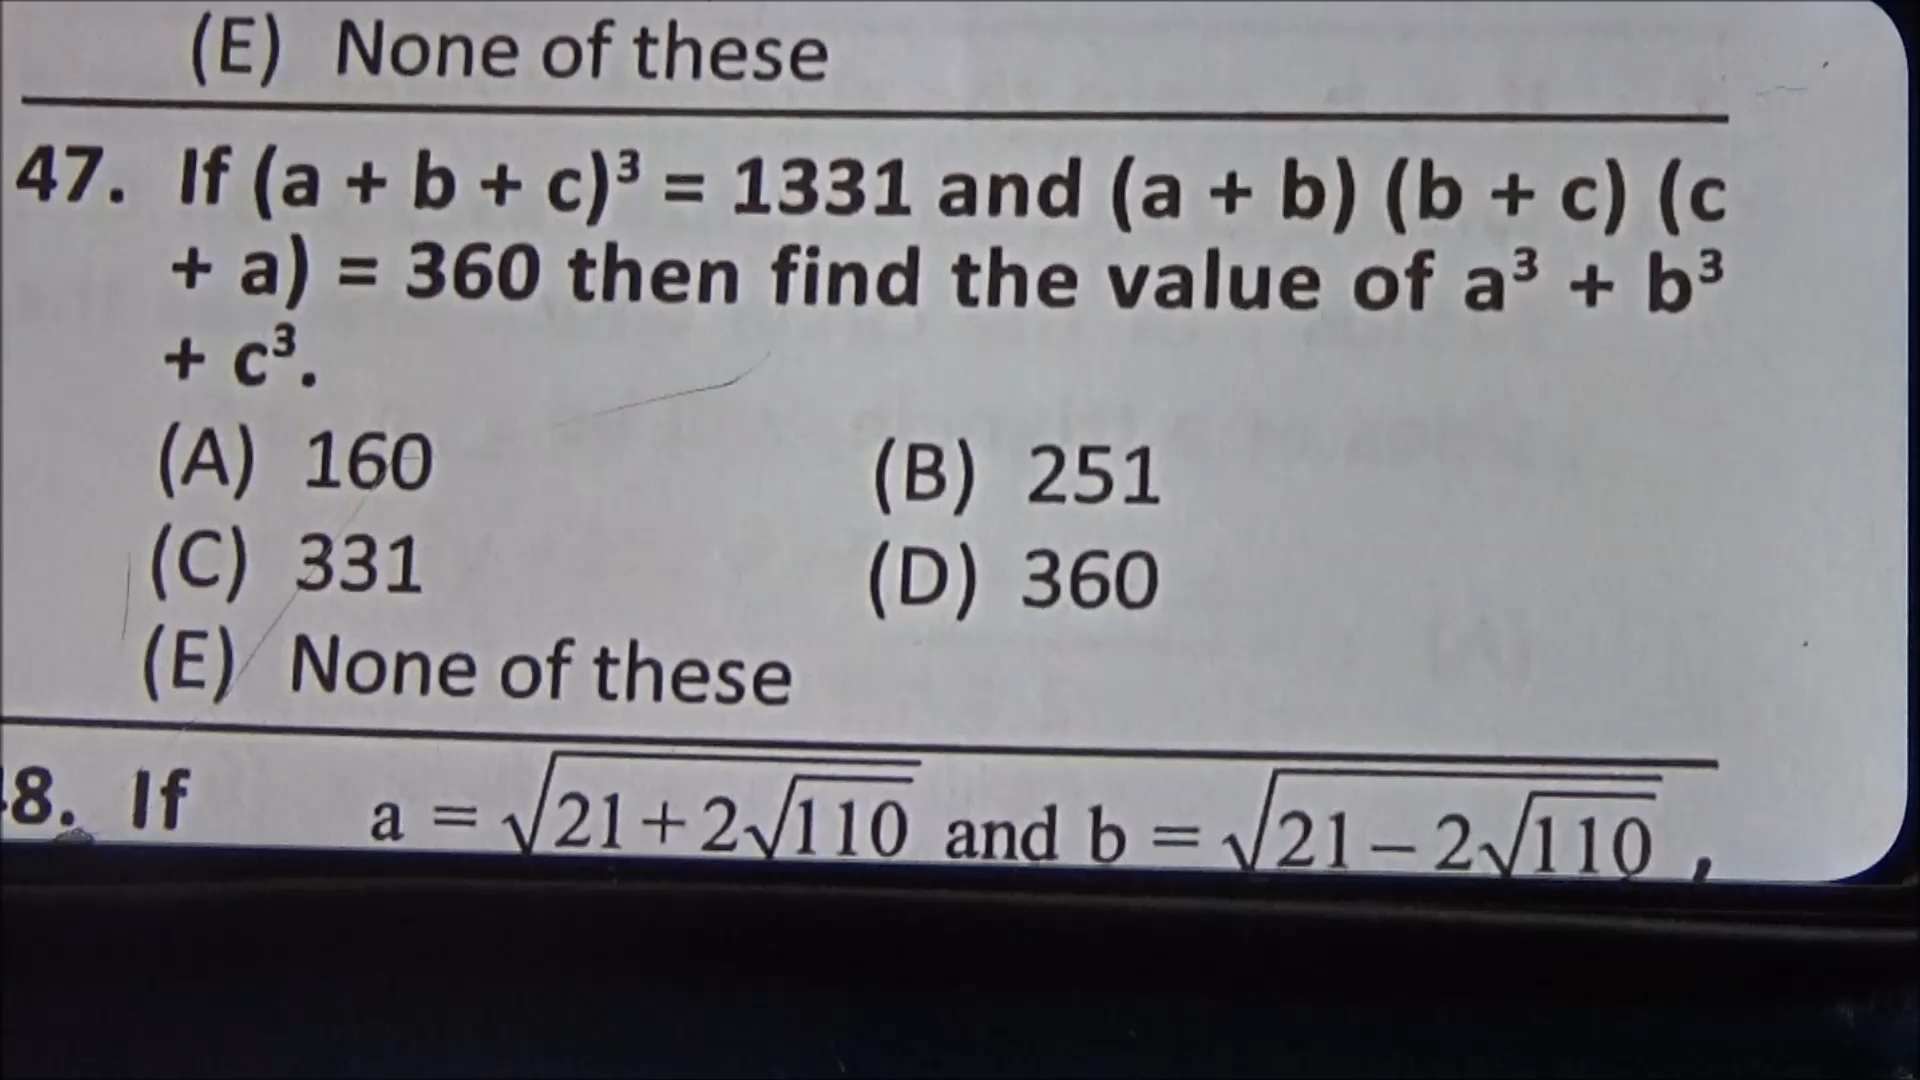 (E) None of these
47. If (a + b + c)³ = 1331 and (a + b) (b + c) (c
+ a) = 360 then find the value of a³ + b³
+ c³.
(A) 160 (B) 251
(C) 331 (D) 360
(E) None of these
8. If a = √21+2√110 and b = √21–2√110 ,